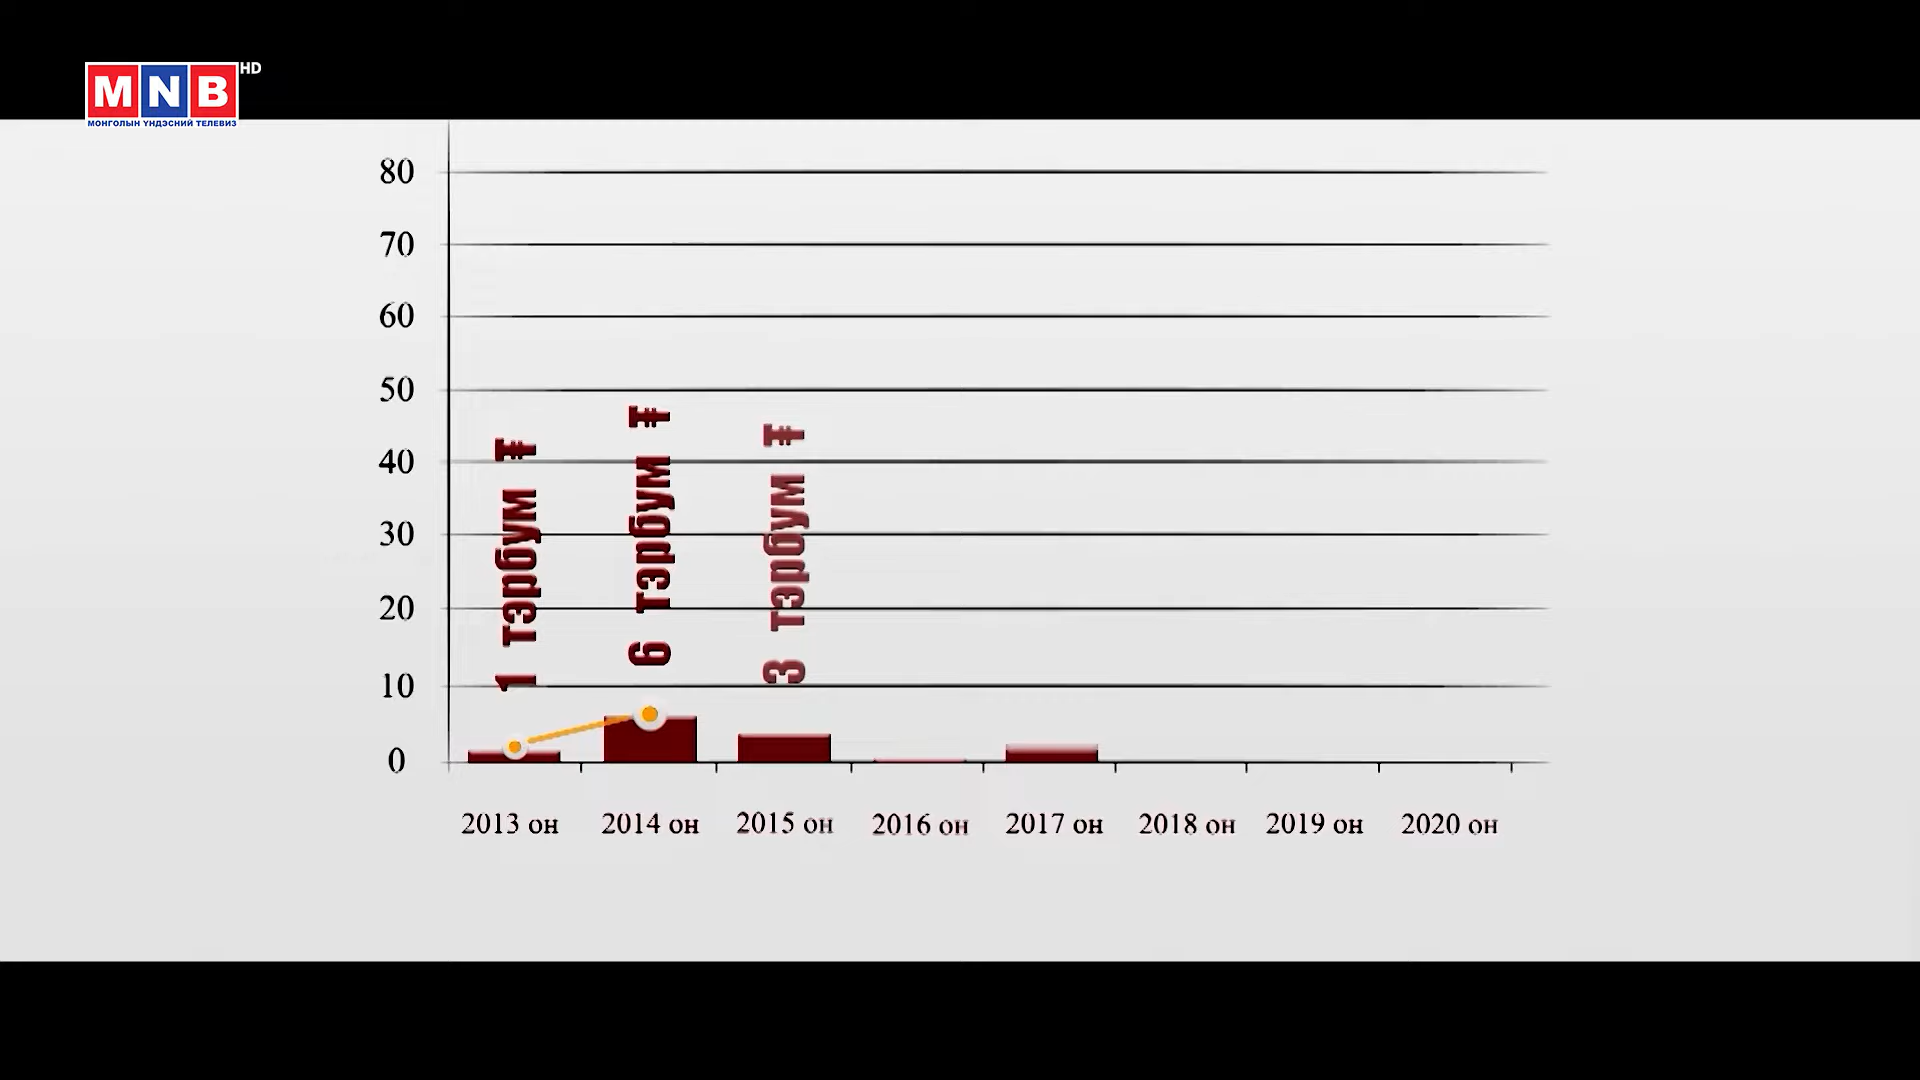 MNB HD
МОНГОЛЫН ҮНДЭСНИЙ ТЕЛЕВИЗ
80
70
60
50
40
30
20
10
0
1 тэрбум ₮
6 тэрбум ₮
3 тэрбум ₮
2013 он 2014 он 2015 он 2016 он 2017 он 2018 он 2019 он 2020 он